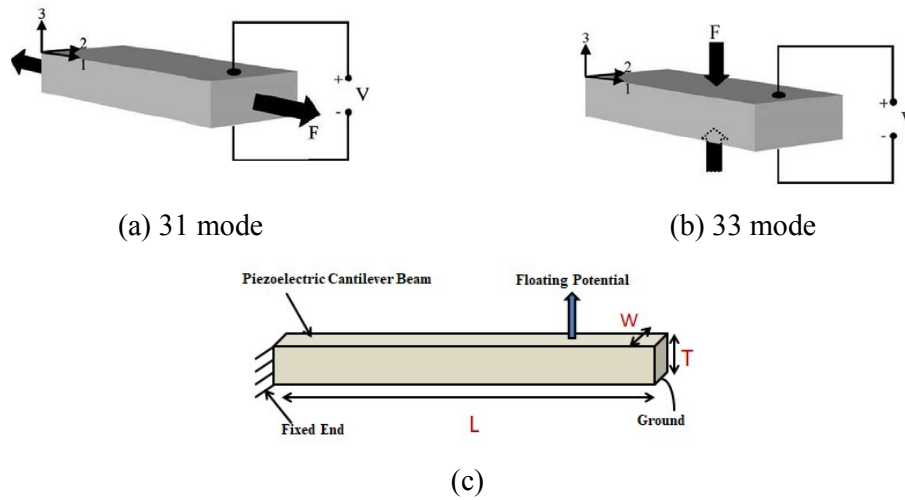 3
2
1
F
+
V
-
(a) 31 mode
3
2
1
F
+
-
(b) 33 mode
Piezoelectric Cantilever Beam
Floating Potential
W
T
L
Fixed End
Ground
(c)